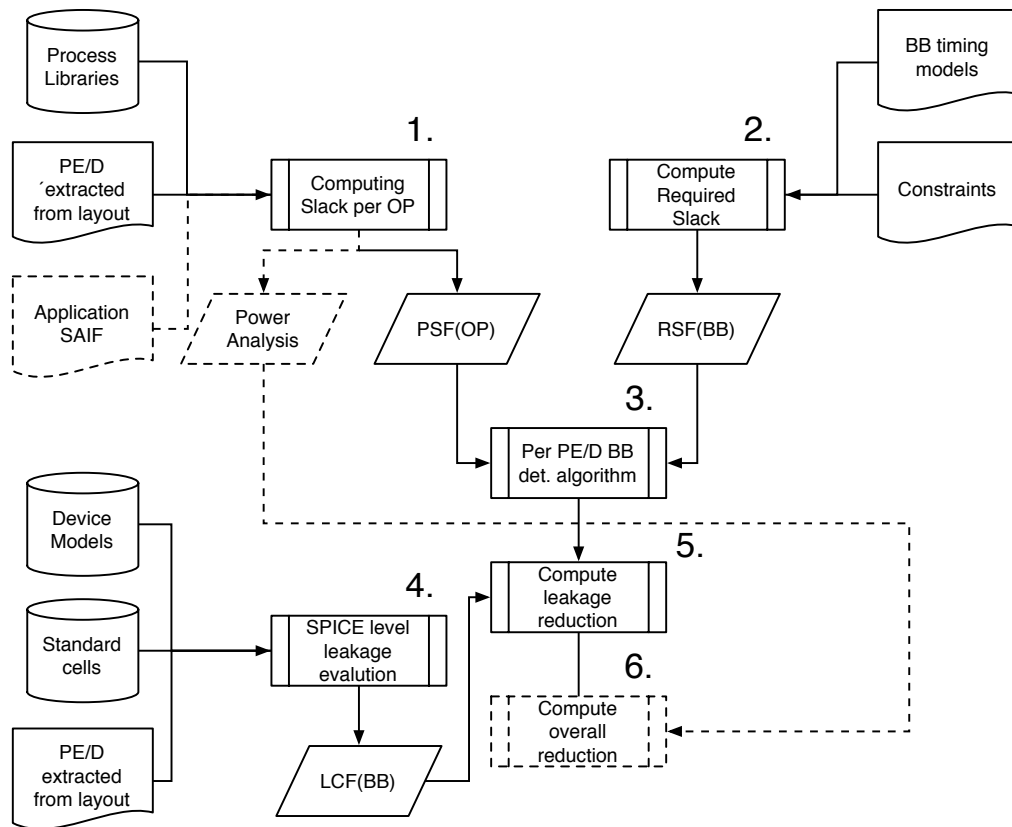 Process
Libraries
BB timing
models
1.
2.
PE/D
´extracted
from layout
Computing
Slack per OP
Compute
Required
Slack
Constraints
Application
SAIF
Power
Analysis
PSF(OP)
RSF(BB)
3.
Per PE/D BB
det. algorithm
Device
Models
5.
4.
Compute
leakage
reduction
Standard
cells
SPICE level
leakage
evalution
6.
Compute
overall
reduction
PE/D
extracted
from layout
LCF(BB)